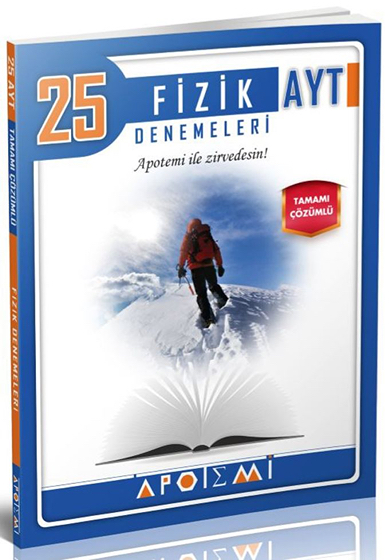 25
FİZİK
DENEMELERİ
AYT
Apotemi ile zirvedesin!
TAMAMI
ÇÖZÜMLÜ
APOTEMİ
25 AYT
TAMAMI ÇÖZÜMLÜ
FİZİK DENEMELERİ
APOTEMİ